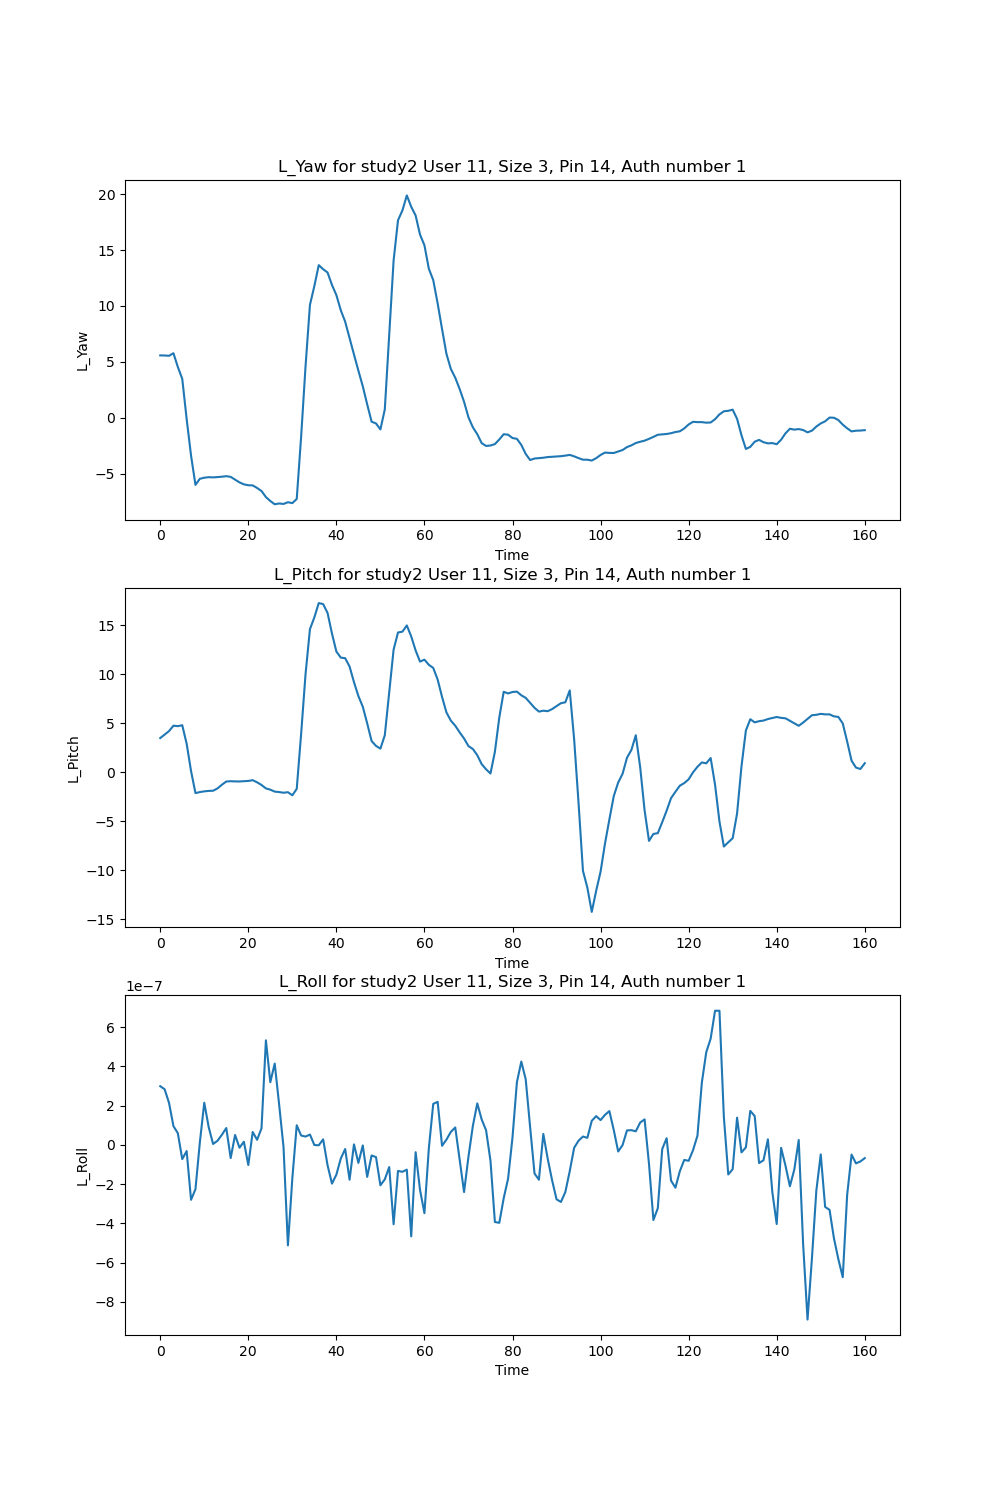 L_Yaw for study2 User 11, Size 3, Pin 14, Auth number 1
20
15
10
5
0
−5
L_Yaw
0 20 40 60 80 100 120 140 160
Time
L_Pitch for study2 User 11, Size 3, Pin 14, Auth number 1
15
10
5
0
−5
−10
−15
L_Pitch
0 20 40 60 80 100 120 140 160
Time
L_Roll for study2 User 11, Size 3, Pin 14, Auth number 1
1e−7
6
4
2
0
−2
−4
−6
−8
L_Roll
0 20 40 60 80 100 120 140 160
Time